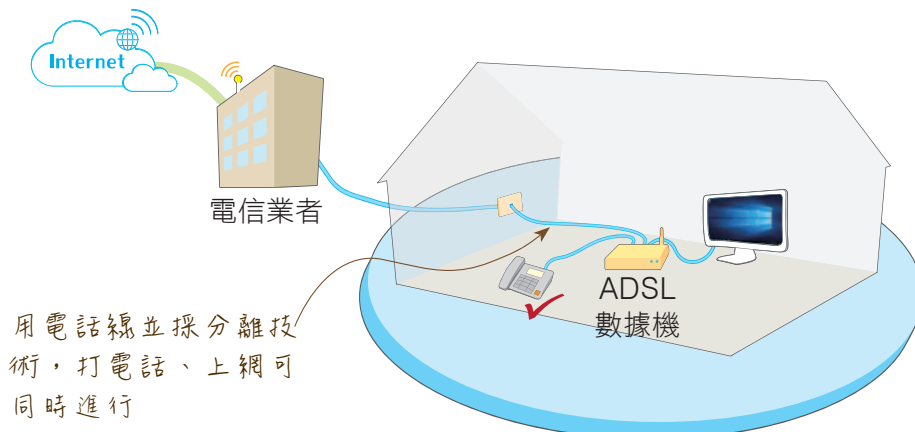 Internet
電信業者
ADSL
數據機
用電話線並採分離技
術，打電話、上網可
同時進行